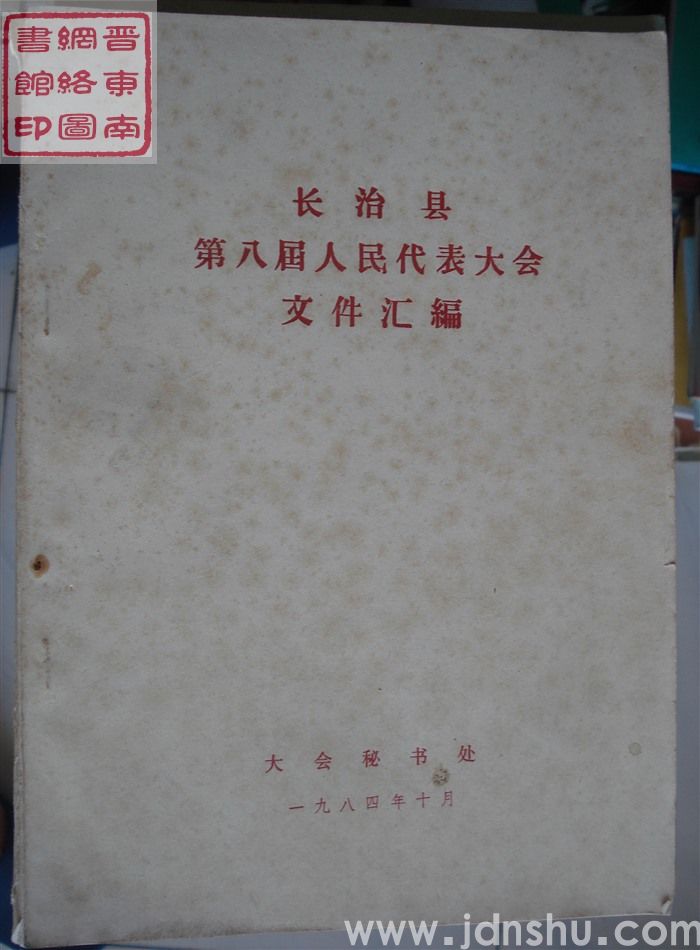 晋東南
網絡圖
書館印
长治县
第八屆人民代表大会
文件汇編
大会秘书处
一九八四年十月
www.jdnshu.com